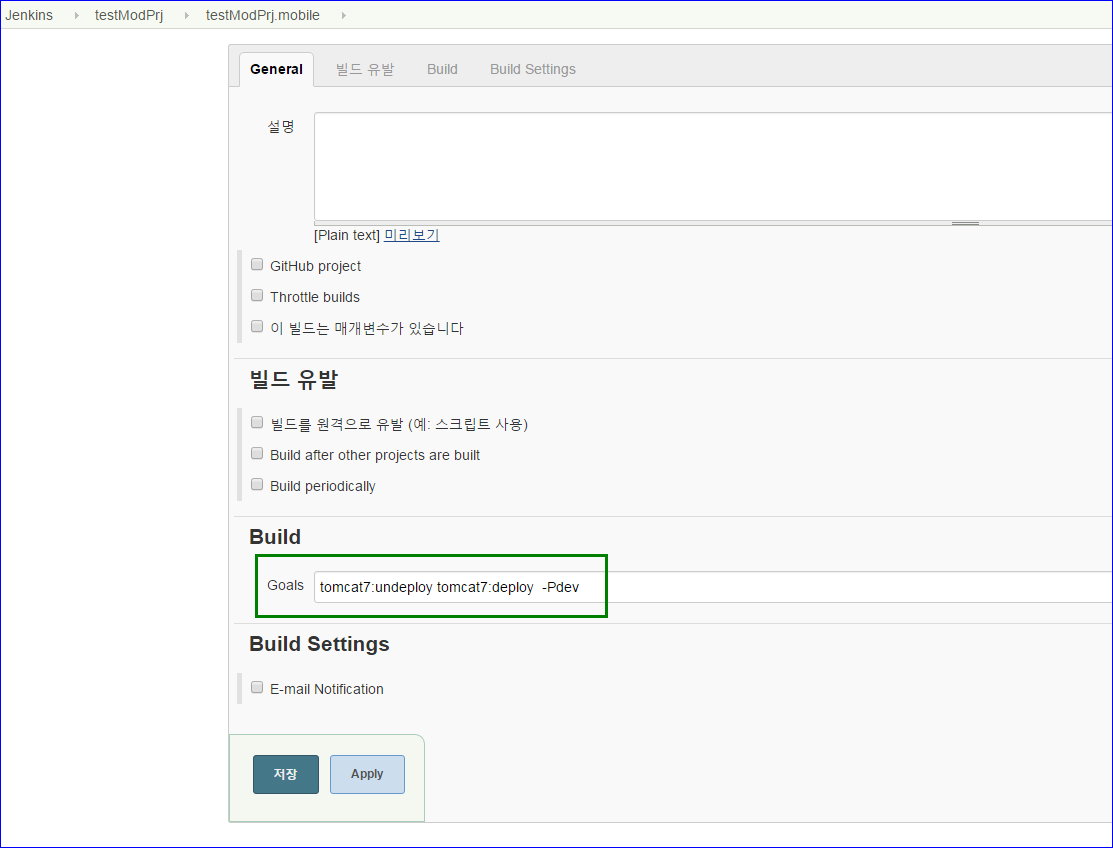 Jenkins testModPrj testModPrj.mobile
General 빌드 유발 Build Build Settings
설명
[Plain text] 미리보기
GitHub project
Throttle builds
이 빌드는 매개변수가 있습니다
빌드 유발
빌드를 원격으로 유발 (예: 스크립트 사용)
Build after other projects are built
Build periodically
Build
Goals tomcat7:undeploy tomcat7:deploy  -Pdev
Build Settings
E-mail Notification
저장 Apply